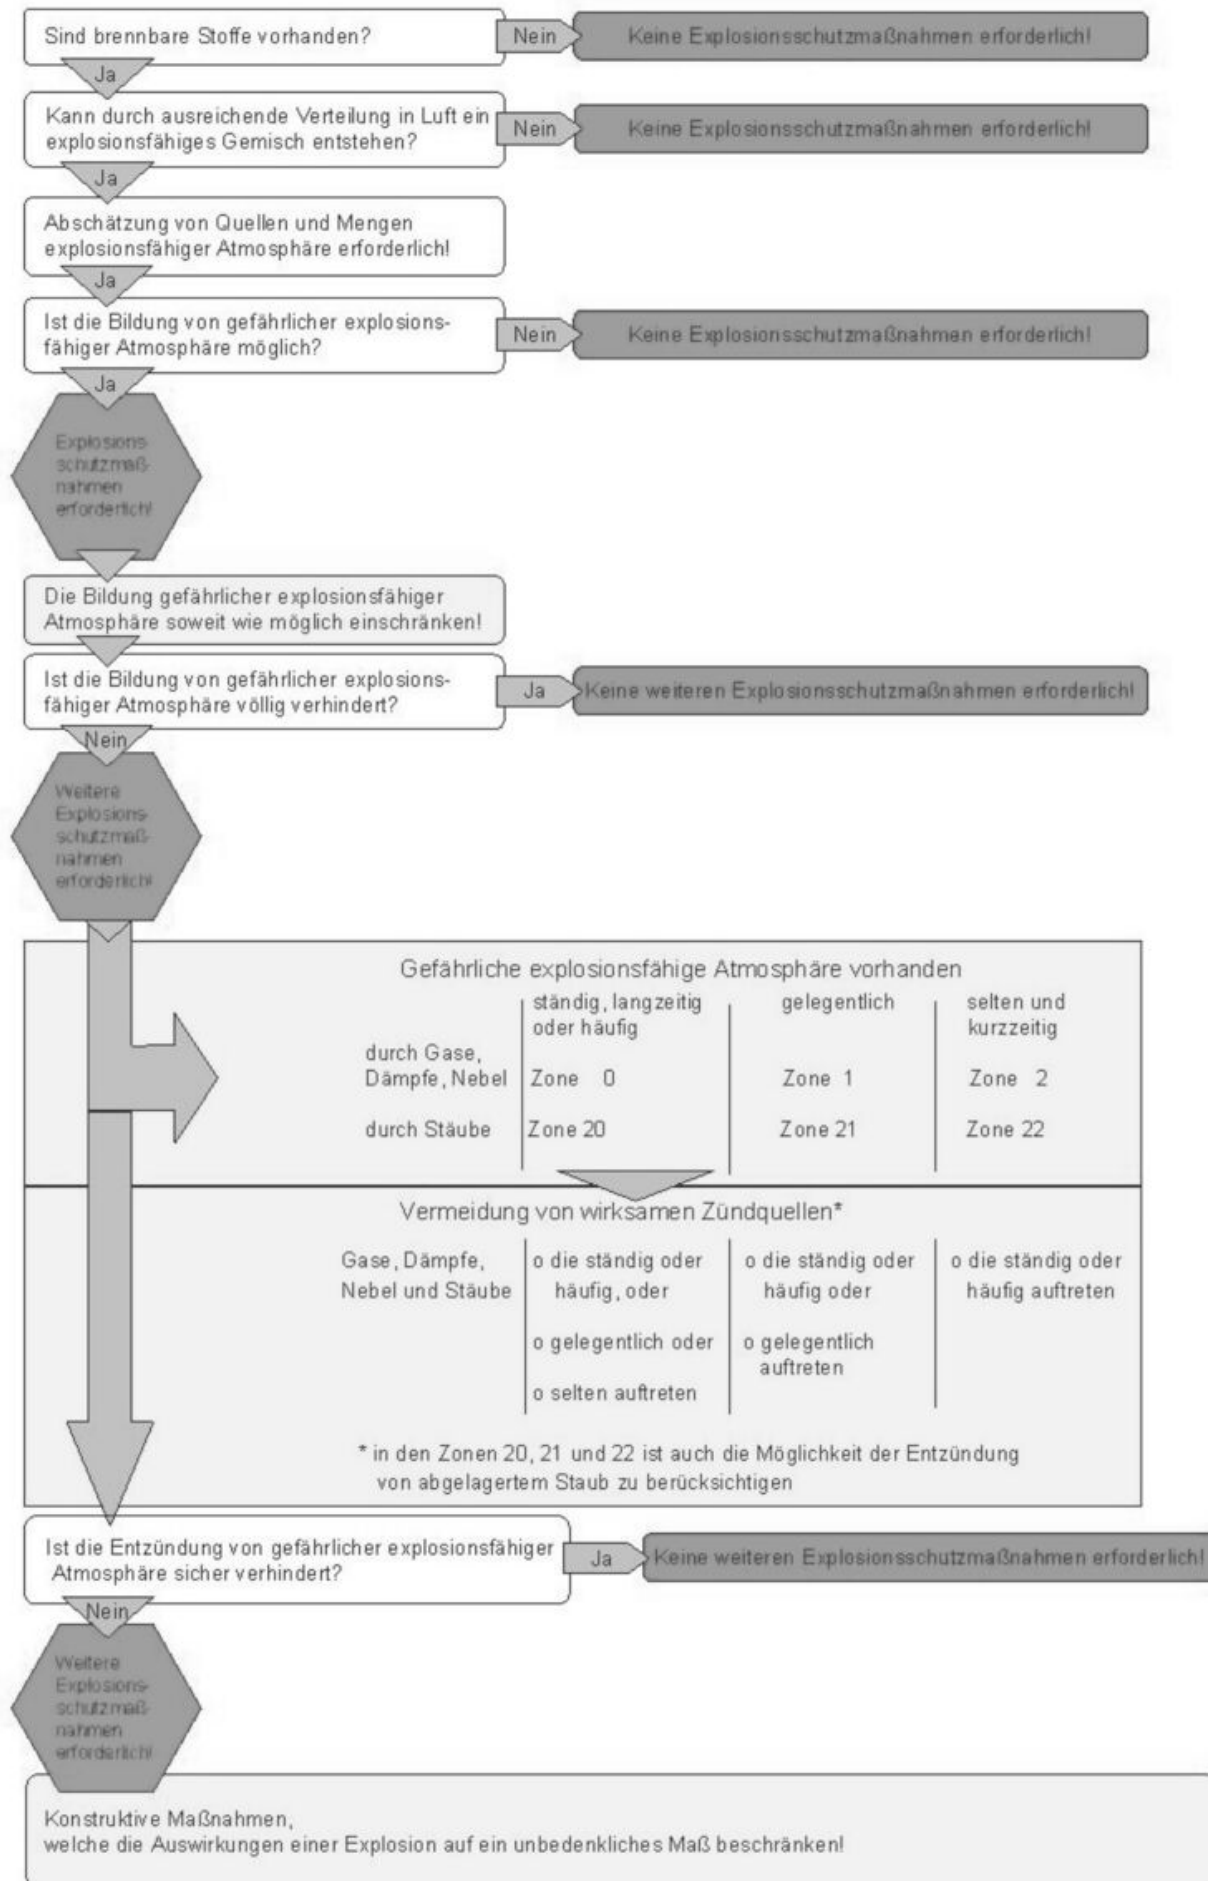 Sind brennbare Stoffe vorhanden?
Nein
Keine Explosionsschutzmaßnahmen erforderlich!
Ja
Kann durch ausreichende Verteilung in Luft ein
explosionsfähiges Gemisch entstehen?
Nein
Keine Explosionsschutzmaßnahmen erforderlich!
Ja
Abschätzung von Quellen und Mengen
explosionsfähiger Atmosphäre erforderlich!
Ja
Ist die Bildung von gefährlicher explosions-
fähiger Atmosphäre möglich?
Nein
Keine Explosionsschutzmaßnahmen erforderlich!
Ja
Explosions-
schutzmaß-
nahmen
erforderlich!
Die Bildung gefährlicher explosionsfähiger
Atmosphäre soweit wie möglich einschränken!
Ist die Bildung von gefährlicher explosions-
fähiger Atmosphäre völlig verhindert?
Ja
Keine weiteren Explosionsschutzmaßnahmen erforderlich!
Nein
Weitere
Explosions-
schutzmaß-
nahmen
erforderlich!
Gefährliche explosionsfähige Atmosphäre vorhanden
ständig, langzeitig
oder häufig
gelegentlich
selten und
kurzzeitig
durch Gase,
Dämpfe, Nebel
Zone 0
Zone 1
Zone 2
durch Stäube
Zone 20
Zone 21
Zone 22
Vermeidung von wirksamen Zündquellen*
Gase, Dämpfe,
Nebel und Stäube
o die ständig oder
häufig, oder
o gelegentlich oder
o selten auftreten
o die ständig oder
häufig oder
o gelegentlich
auftreten
o die ständig oder
häufig auftreten
* in den Zonen 20, 21 und 22 ist auch die Möglichkeit der Entzündung
von abgelagertem Staub zu berücksichtigen
Ist die Entzündung von gefährlicher explosionsfähiger
Atmosphäre sicher verhindert?
Ja
Keine weiteren Explosionsschutzmaßnahmen erforderlich!
Nein
Weitere
Explosions-
schutzmaß-
nahmen
erforderlich!
Konstruktive Maßnahmen,
welche die Auswirkungen einer Explosion auf ein unbedenkliches Maß beschränken!